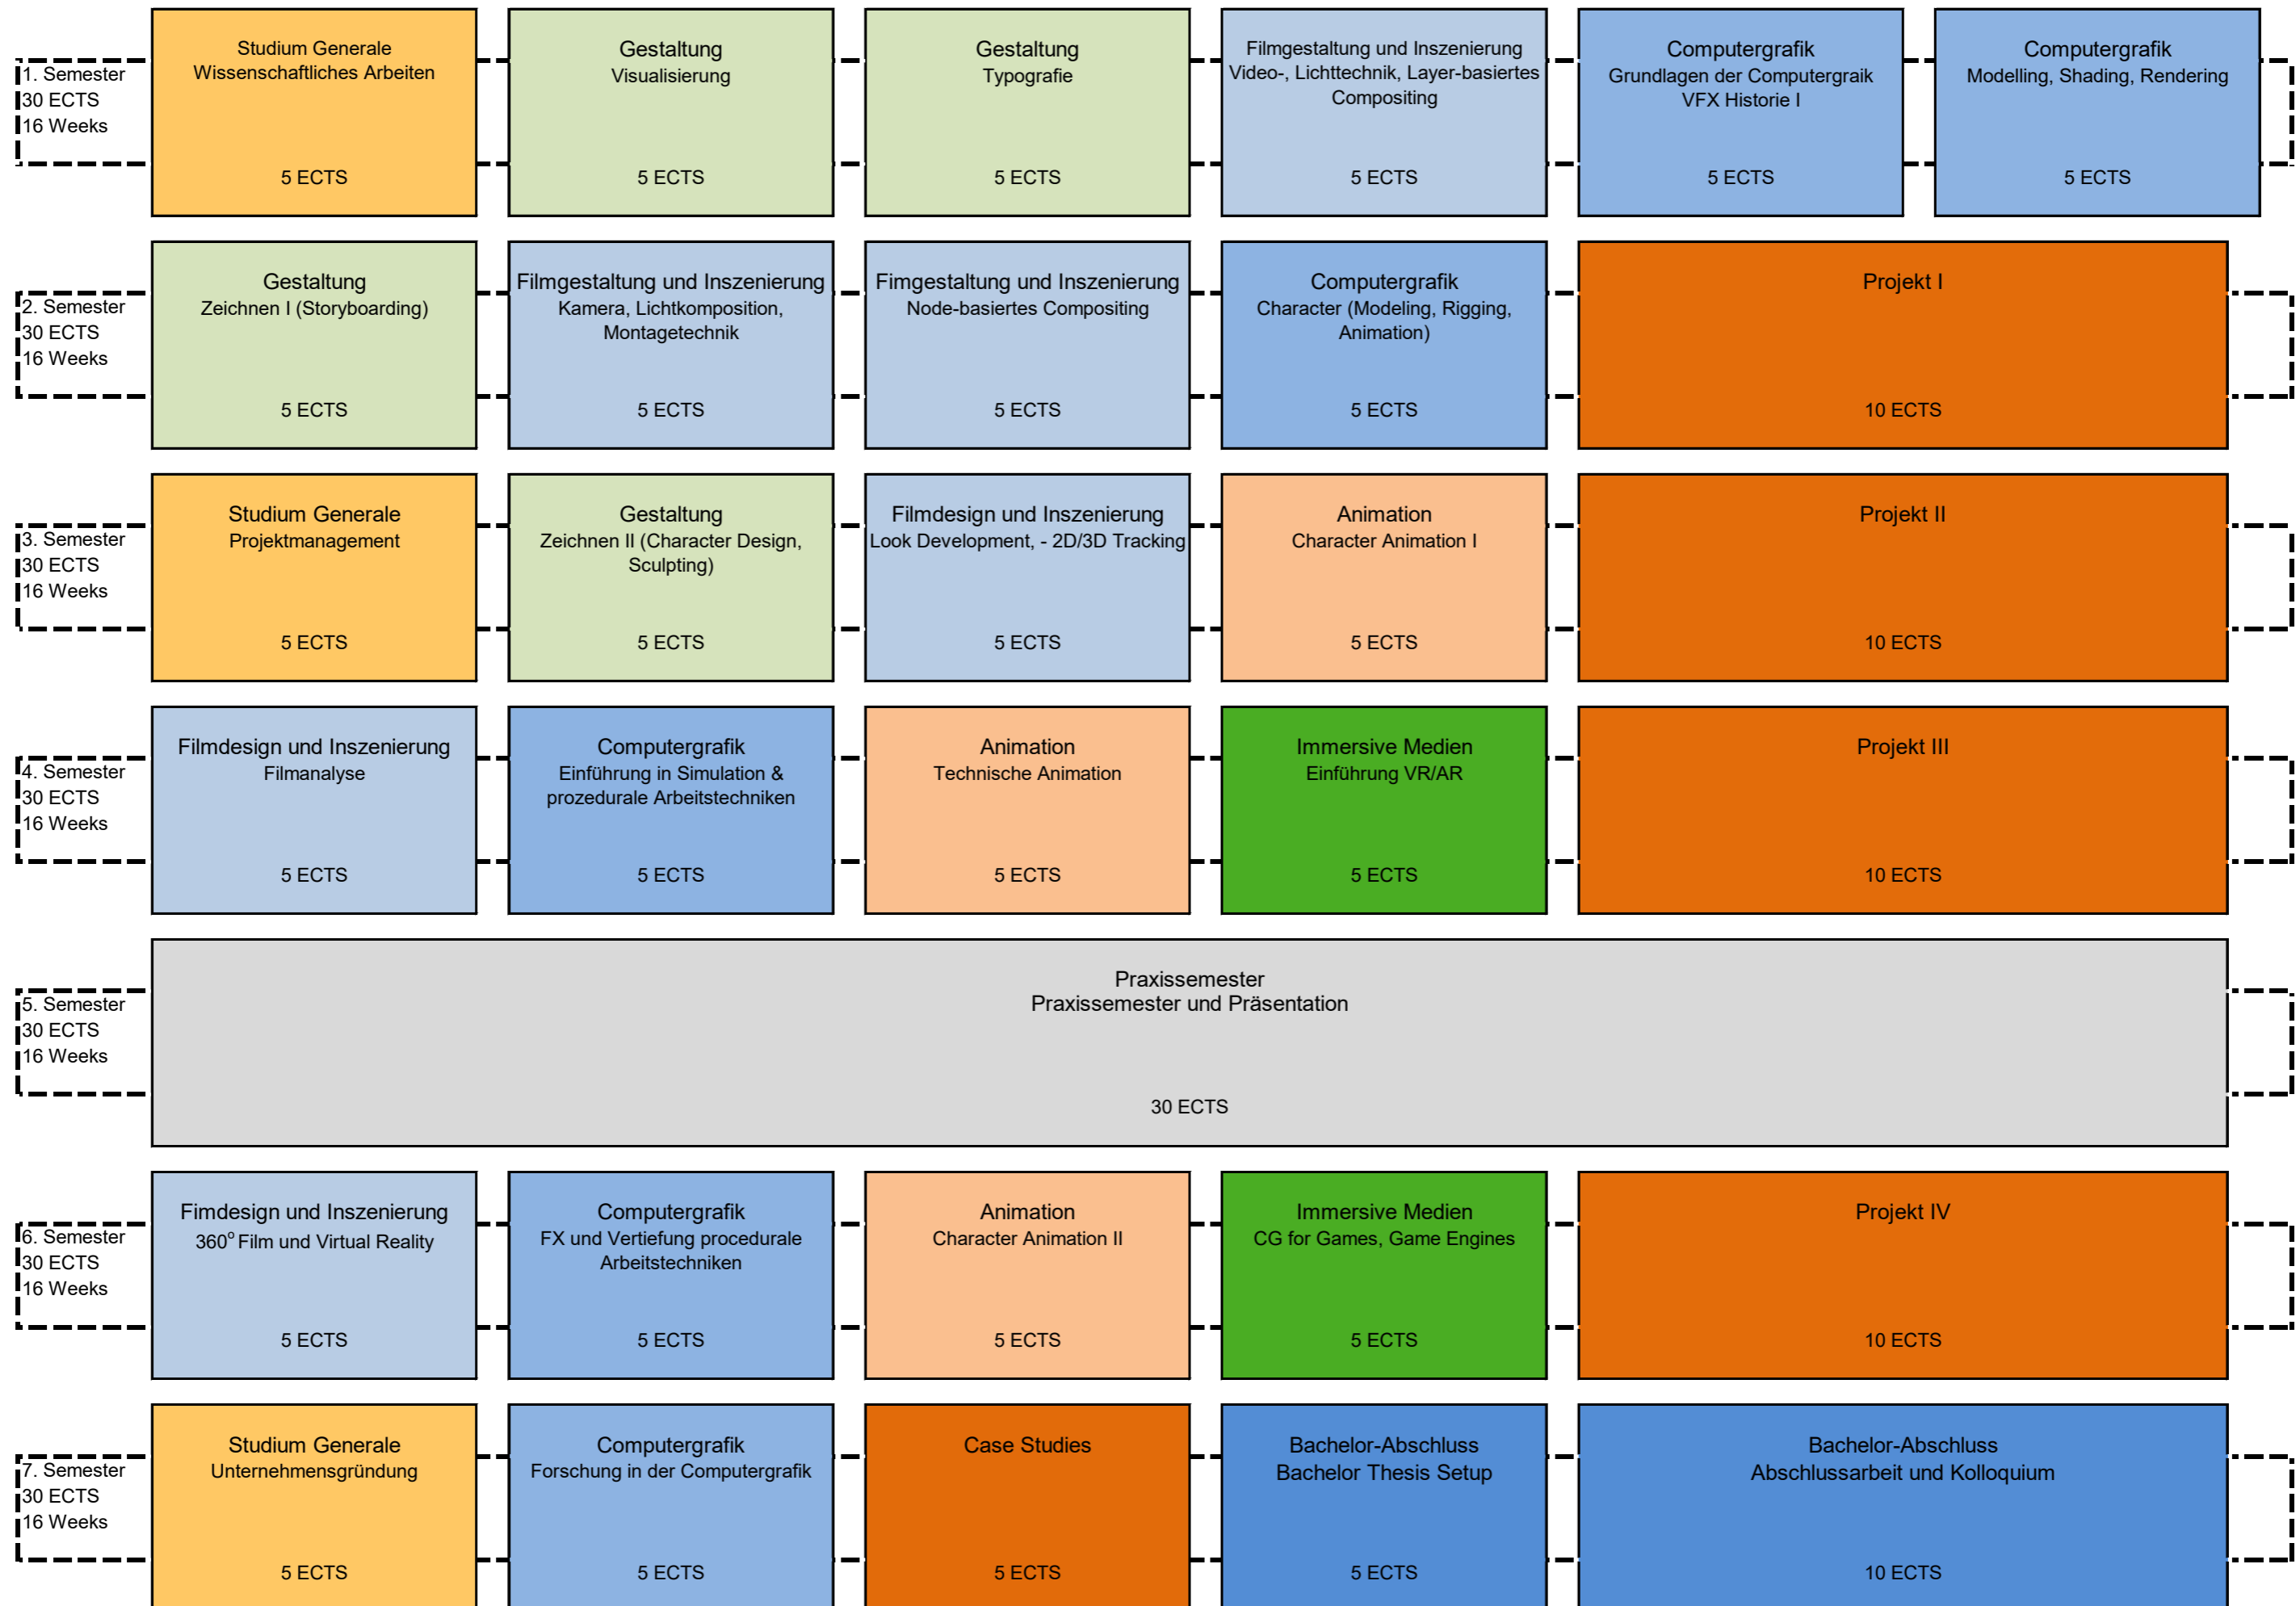 1. Semester
30 ECTS
16 Weeks
Studium Generale
Wissenschaftliches Arbeiten
5 ECTS
Gestaltung
Visualisierung
5 ECTS
Gestaltung
Typografie
5 ECTS
Filmgestaltung und Inszenierung
Video-, Lichttechnik, Layer-basiertes
Compositing
5 ECTS
Computergrafik
Grundlagen der Computergraik
VFX Historie I
5 ECTS
Computergrafik
Modelling, Shading, Rendering
5 ECTS
2. Semester
30 ECTS
16 Weeks
Gestaltung
Zeichnen I (Storyboarding)
5 ECTS
Filmgestaltung und Inszenierung
Kamera, Lichtkomposition,
Montagetechnik
5 ECTS
Fimgestaltung und Inszenierung
Node-basiertes Compositing
5 ECTS
Computergrafik
Character (Modeling, Rigging,
Animation)
5 ECTS
Projekt I
10 ECTS
3. Semester
30 ECTS
16 Weeks
Studium Generale
Projektmanagement
5 ECTS
Gestaltung
Zeichnen II (Character Design,
Sculpting)
5 ECTS
Filmdesign und Inszenierung
Look Development, - 2D/3D Tracking
5 ECTS
Animation
Character Animation I
5 ECTS
Projekt II
10 ECTS
4. Semester
30 ECTS
16 Weeks
Filmdesign und Inszenierung
Filmanalyse
5 ECTS
Computergrafik
Einführung in Simulation &
prozedurale Arbeitstechniken
5 ECTS
Animation
Technische Animation
5 ECTS
Immersive Medien
Einführung VR/AR
5 ECTS
Projekt III
10 ECTS
5. Semester
30 ECTS
16 Weeks
Praxissemester
Praxissemester und Präsentation
30 ECTS
6. Semester
30 ECTS
16 Weeks
Fimdesign und Inszenierung
360° Film und Virtual Reality
5 ECTS
Computergrafik
FX und Vertiefung procedurale
Arbeitstechniken
5 ECTS
Animation
Character Animation II
5 ECTS
Immersive Medien
CG for Games, Game Engines
5 ECTS
Projekt IV
10 ECTS
7. Semester
30 ECTS
16 Weeks
Studium Generale
Unternehmensgründung
5 ECTS
Computergrafik
Forschung in der Computergrafik
5 ECTS
Case Studies
5 ECTS
Bachelor-Abschluss
Bachelor Thesis Setup
5 ECTS
Bachelor-Abschluss
Abschlussarbeit und Kolloquium
10 ECTS